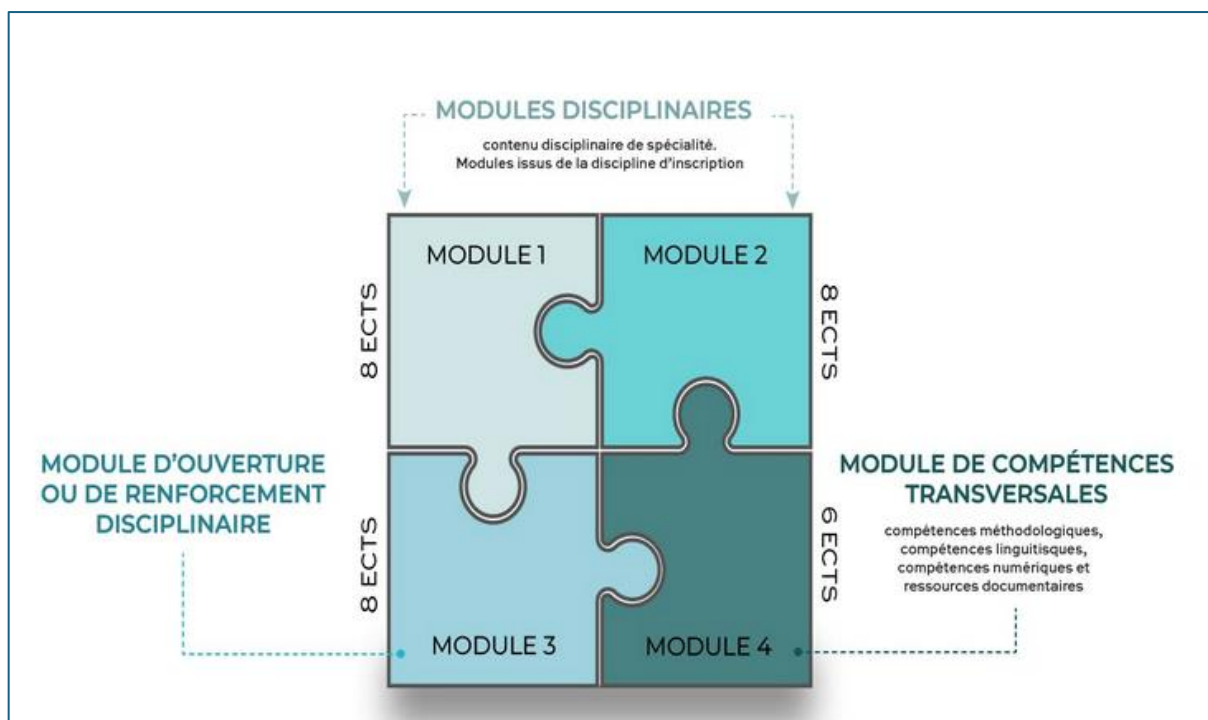 MODULES DISCIPLINAIRES
contenu disciplinaire de spécialité.
Modules issus de la discipline d'inscription
MODULE 1
MODULE 2
8 ECTS
8 ECTS
MODULE D'OUVERTURE
OU DE RENFORCEMENT
DISCIPLINAIRE
8 ECTS
6 ECTS
MODULE DE COMPÉTENCES
TRANSVERSALES
compétences méthodologiques,
compétences linguitisques,
compètences numériques et
ressources documentaires
MODULE 3
MODULE 4